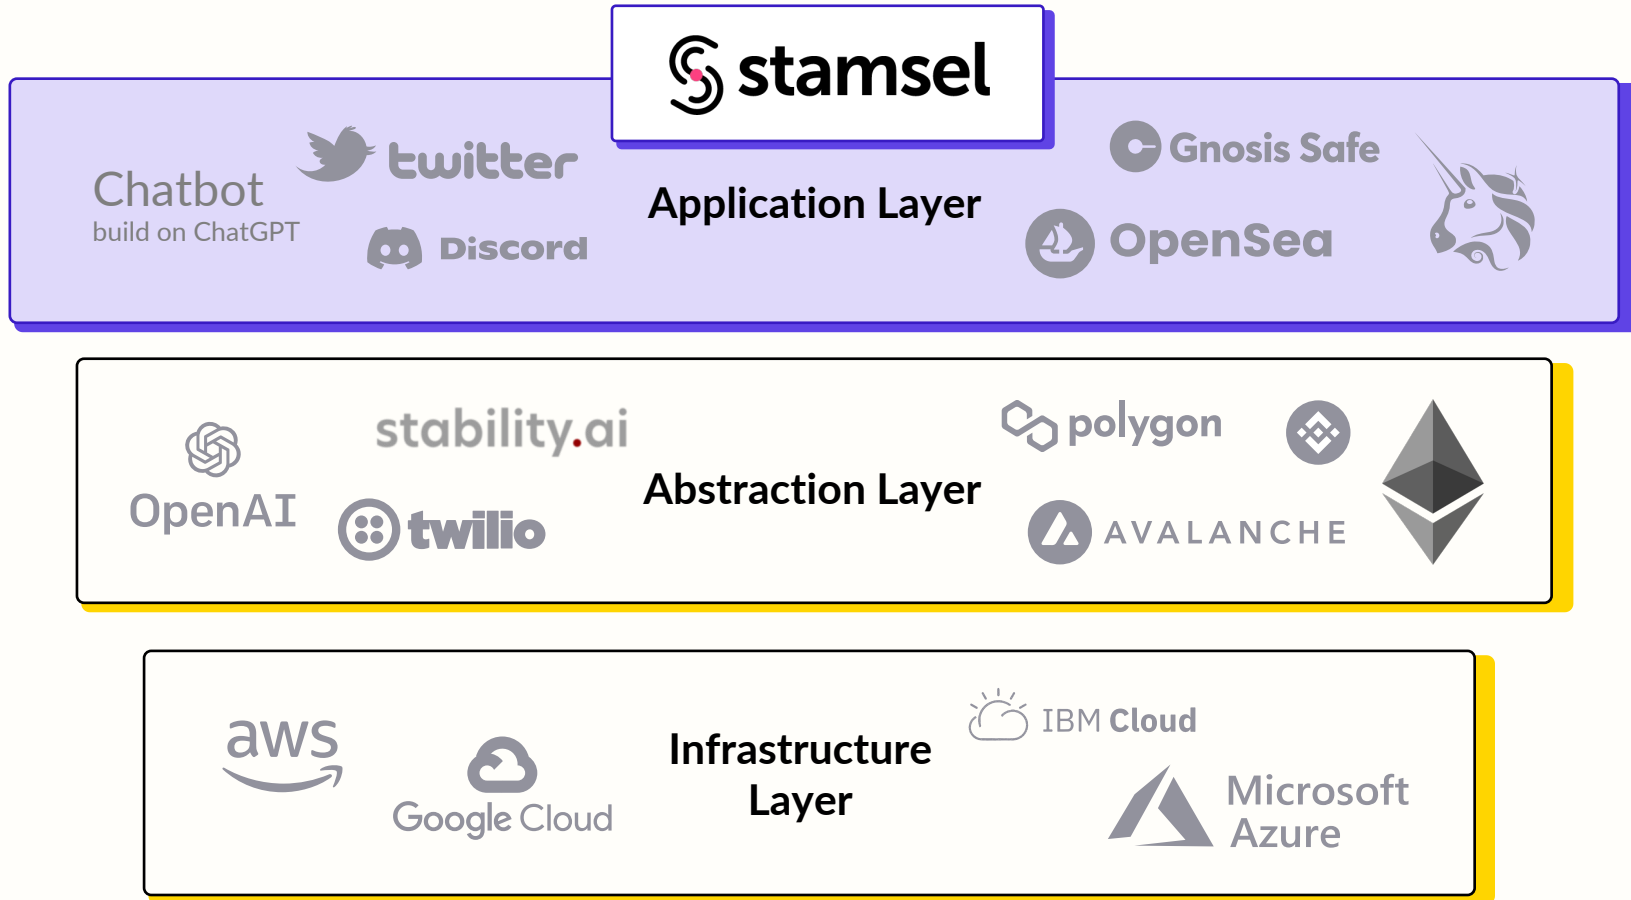 stamsel
Chatbot
build on ChatGPT
twitter
Discord
Application Layer
Gnosis Safe
OpenSea
OpenAI
stability.ai
twilio
Abstraction Layer
polygon
AVALANCHE
aws
Google Cloud
Infrastructure
Layer
IBM Cloud
Microsoft
Azure